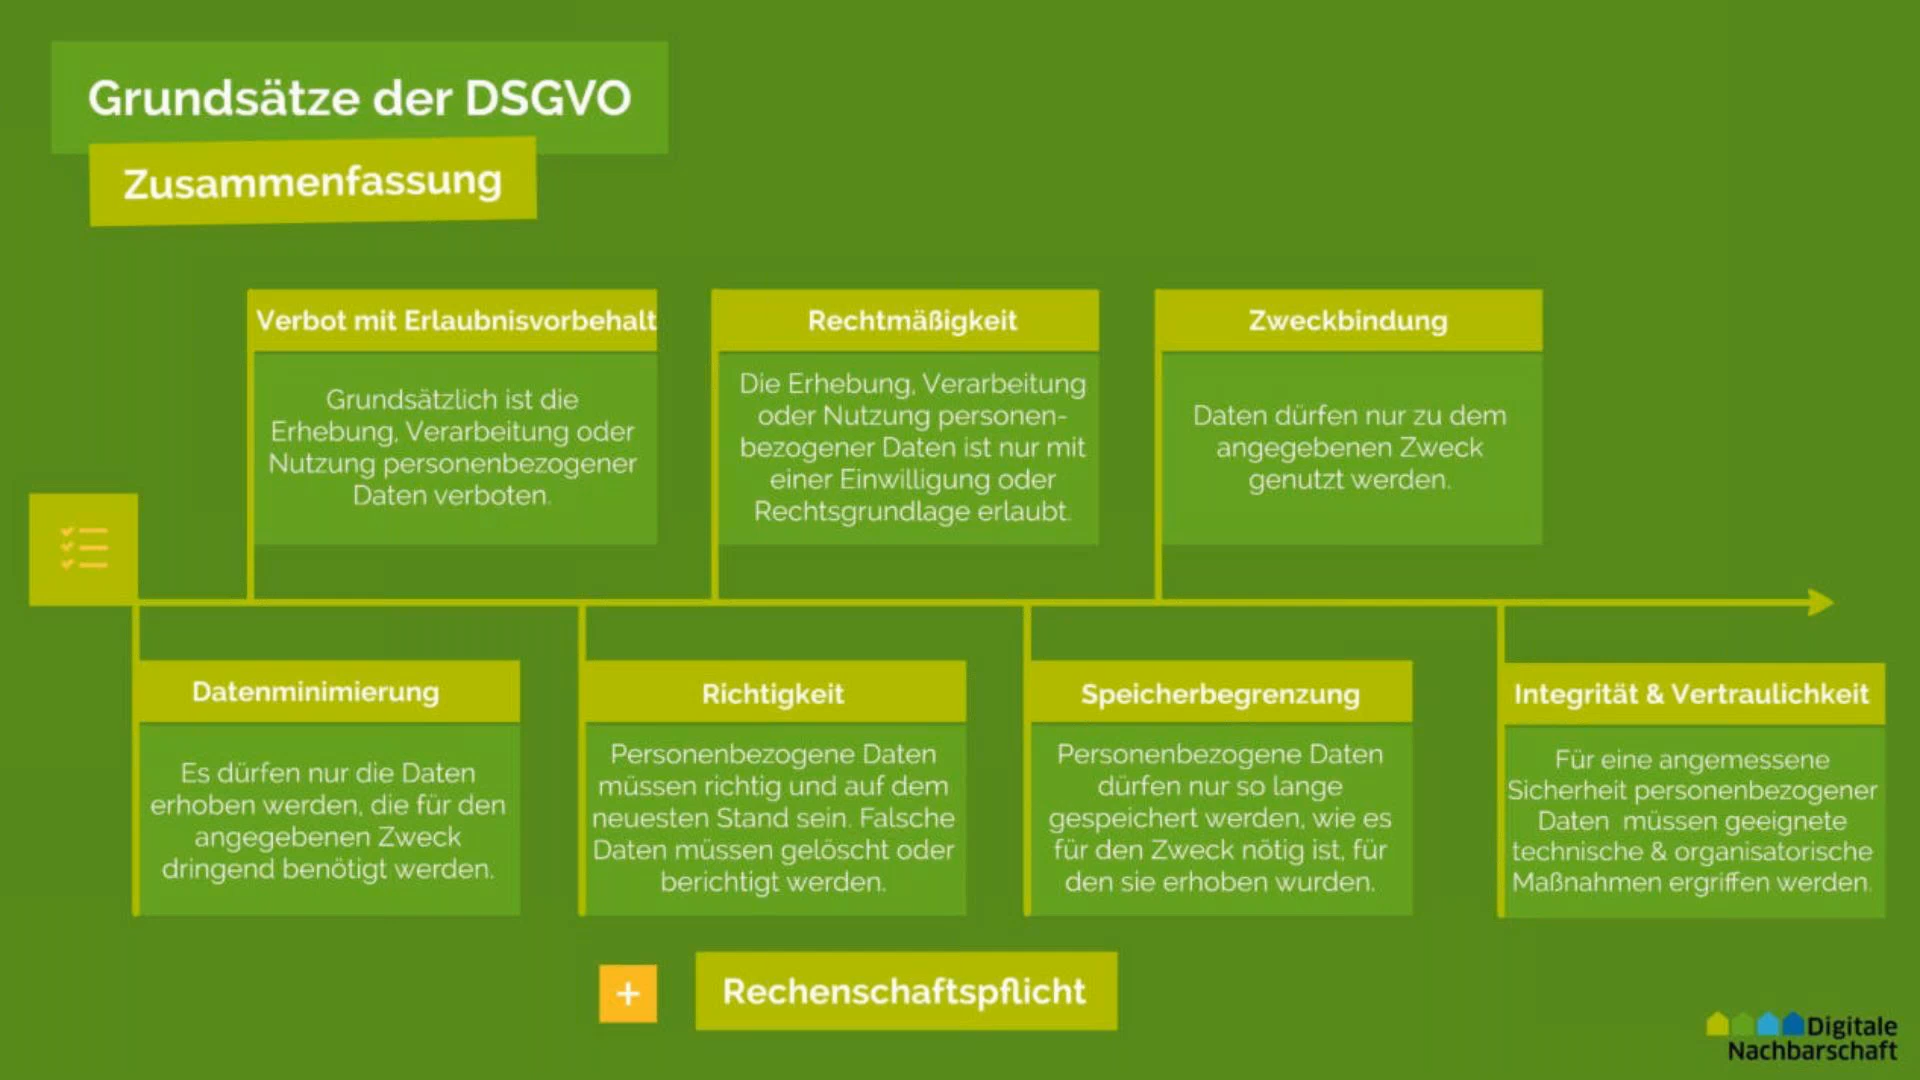 Grundsätze der DSGVO
Zusammenfassung
Verbot mit Erlaubnisvorbehalt
Grundsätzlich ist die
Erhebung, Verarbeitung oder
Nutzung personenbezogener
Daten verboten.
Rechtmäßigkeit
Die Erhebung, Verarbeitung
oder Nutzung personen-
bezogener Daten ist nur mit
einer Einwilligung oder
Rechtsgrundlage erlaubt.
Zweckbindung
Daten dürfen nur zu dem
angegebenen Zweck
genutzt werden.
Datenminimierung
Es dürfen nur die Daten
erhoben werden, die für den
angegebenen Zweck
dringend benötigt werden.
Richtigkeit
Personenbezogene Daten
müssen richtig und auf dem
neuesten Stand sein. Falsche
Daten müssen gelöscht oder
berichtigt werden.
Speicherbegrenzung
Personenbezogene Daten
dürfen nur so lange
gespeichert werden, wie es
für den Zweck nötig ist, für
den sie erhoben wurden.
Integrität & Vertraulichkeit
Für eine angemessene
Sicherheit personenbezogener
Daten müssen geeignete
technische & organisatorische
Maßnahmen ergriffen werden.
+ Rechenschaftspflicht
Digitale
Nachbarschaft